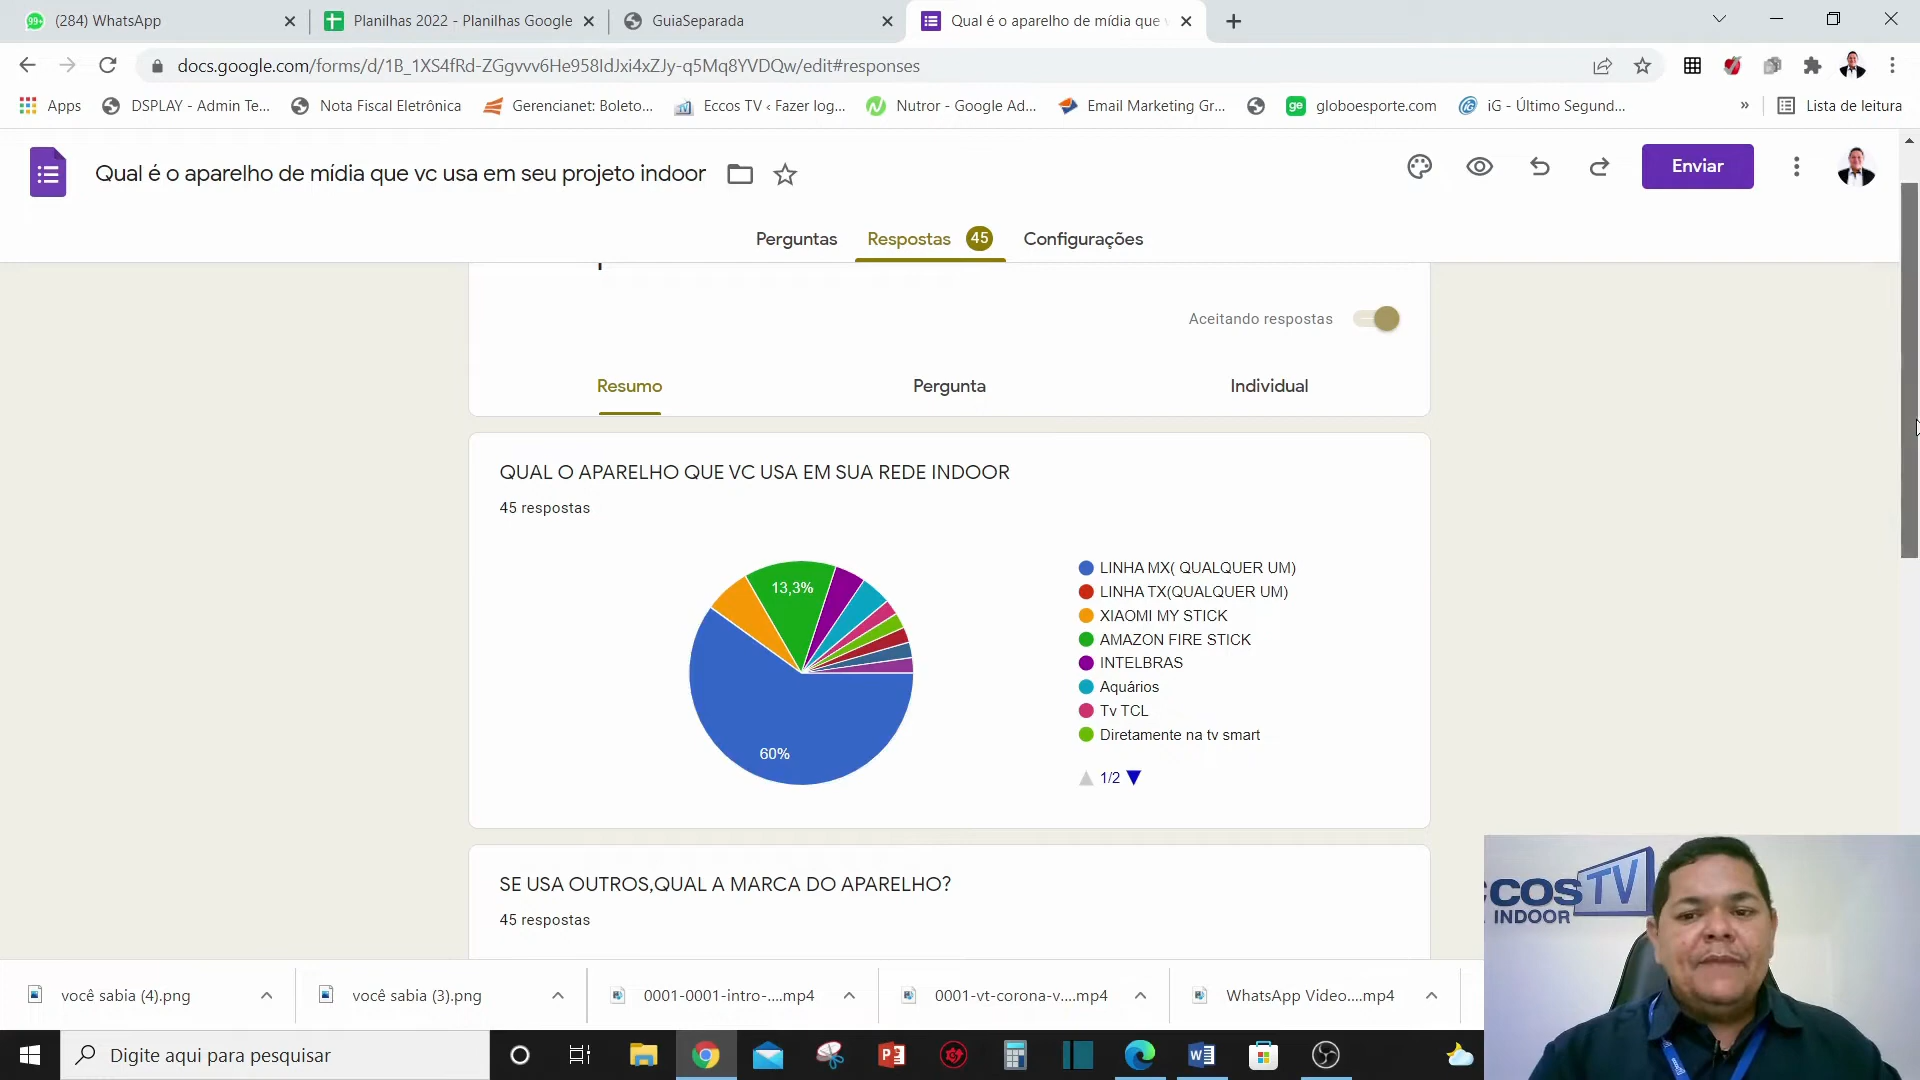 (284) WhatsApp
Planilhas 2022 - Planilhas Google
GuiaSeparada
Qual é o aparelho de mídia que v
docs.google.com/forms/d/1B_1XS4fRd-ZGgvvv6He958IdJxi4xZJy-q5Mq8YVDQw/edit#responses
Apps
DSPLAY - Admin Te...
Nota Fiscal Eletrônica
Gerencianet: Boleto...
Eccos TV ‹ Fazer log...
Nutror - Google Ad...
Email Marketing Gr...
ge
globoesporte.com
iG - Último Segund...
»
Lista de leitura
Qual é o aparelho de mídia que vc usa em seu projeto indoor
Enviar
Perguntas
Respostas 45
Configurações
Aceitando respostas
Resumo
Pergunta
Individual
QUAL O APARELHO QUE VC USA EM SUA REDE INDOOR
45 respostas
13,3%
60%
LINHA MX( QUALQUER UM)
LINHA TX(QUALQUER UM)
XIAOMI MY STICK
AMAZON FIRE STICK
INTELBRAS
Aquários
Tv TCL
Diretamente na tv smart
1/2
SE USA OUTROS,QUAL A MARCA DO APARELHO?
45 respostas
COS TV
INDOOR
você sabia (4).png
você sabia (3).png
0001-0001-intro-....mp4
0001-vt-corona-v....mp4
WhatsApp Video....mp4
Digite aqui para pesquisar